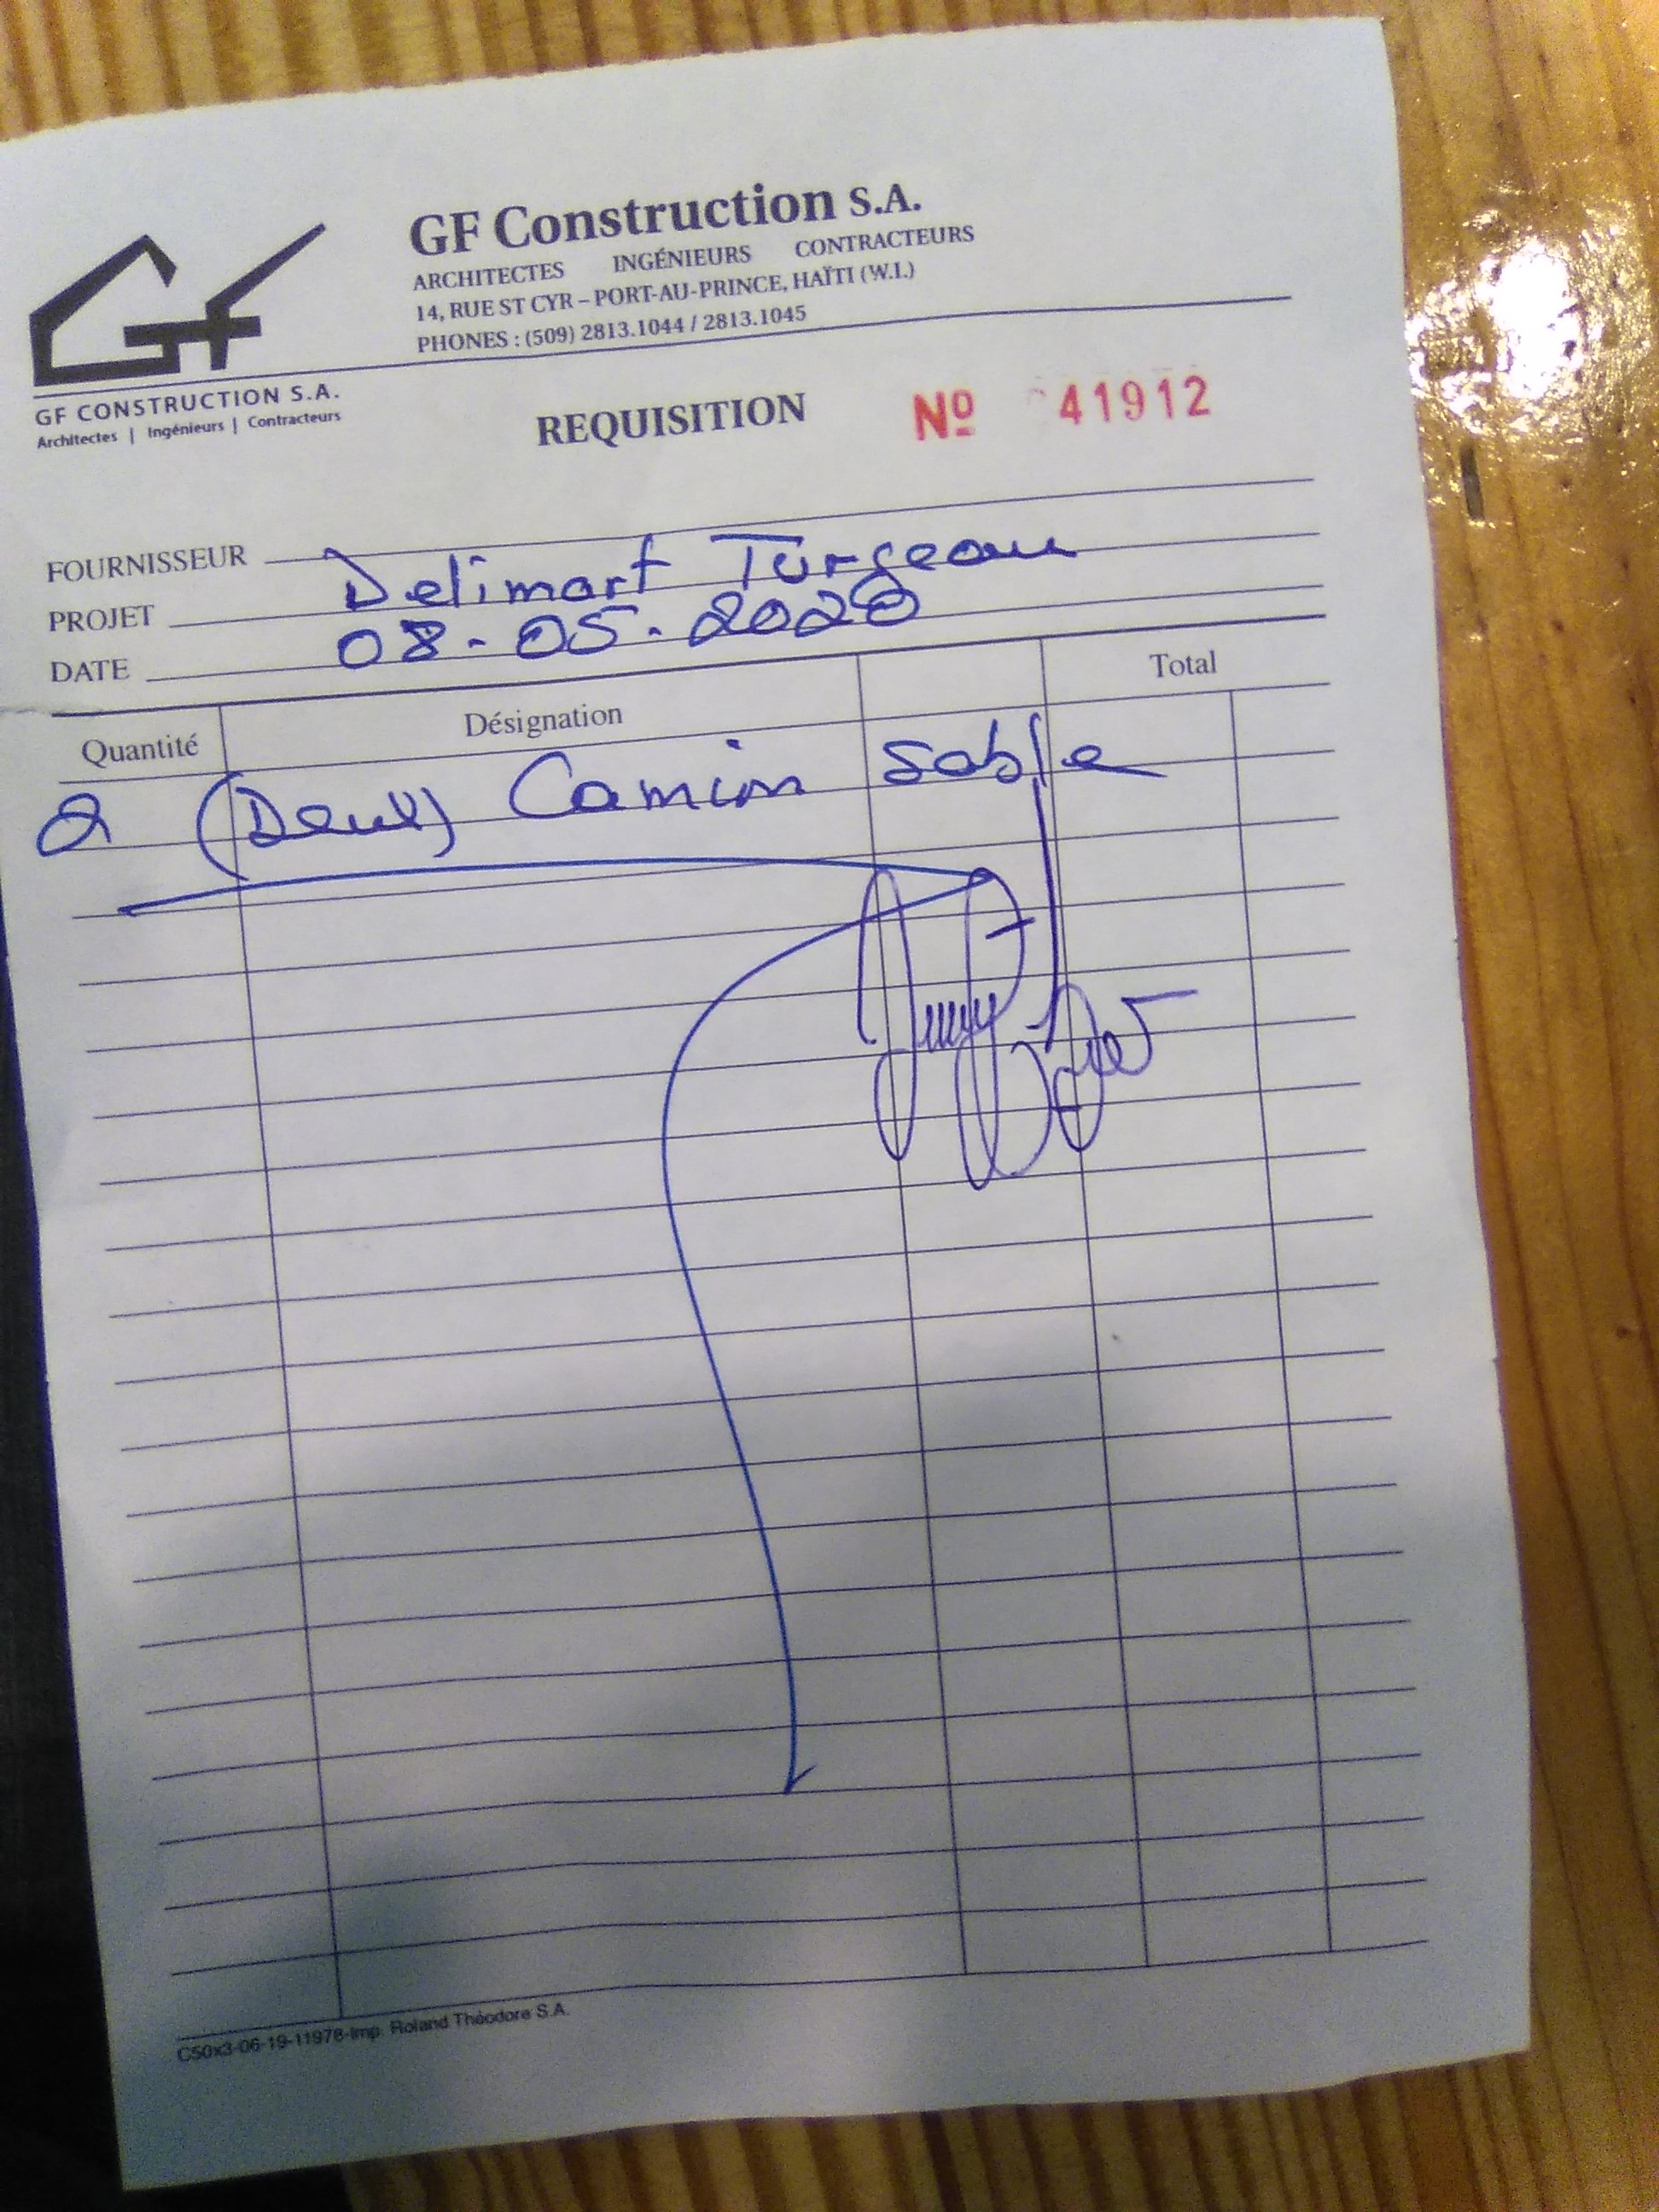 GF Construction S.A.
ARCHITECTES INGÉNIEURS CONTRACTEURS
14, RUE ST CYR – PORT-AU-PRINCE, HAÏTI (W.I.)
PHONES : (509) 2813.1044 / 2813.1045
GF CONSTRUCTION S.A.
Architectes | Ingénieurs | Contracteurs
REQUISITION Nº 41912
FOURNISSEUR
PROJET Delimart Turgeau
DATE 08-05-2020
Quantité Désignation Total
2 (Deux) Camion sable
C50x3-06-19-11978-Imp. Roland Théodore S.A.